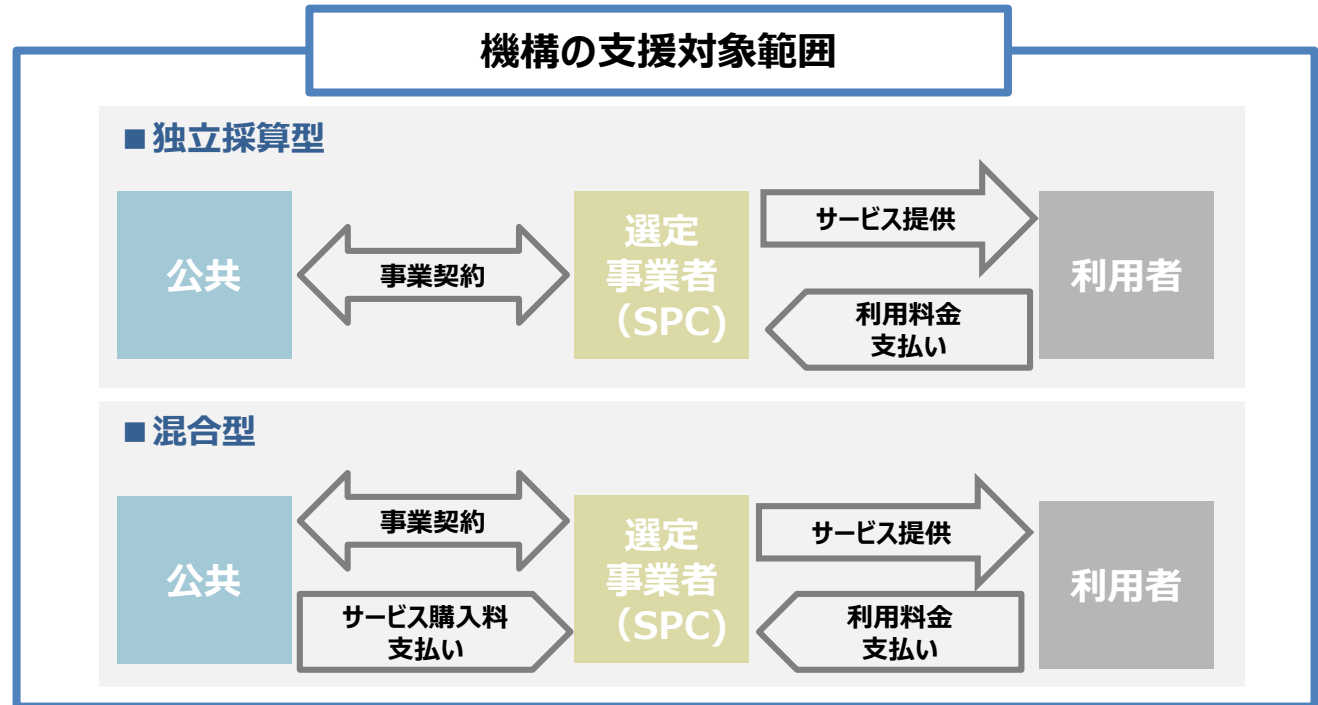 機構の支援対象範囲
■独立採算型
公共
事業契約
選定
事業者
（SPC)
サービス提供
利用料金
支払い
利用者
■混合型
公共
事業契約
サービス購入料
支払い
選定
事業者
（SPC)
サービス提供
利用料金
支払い
利用者